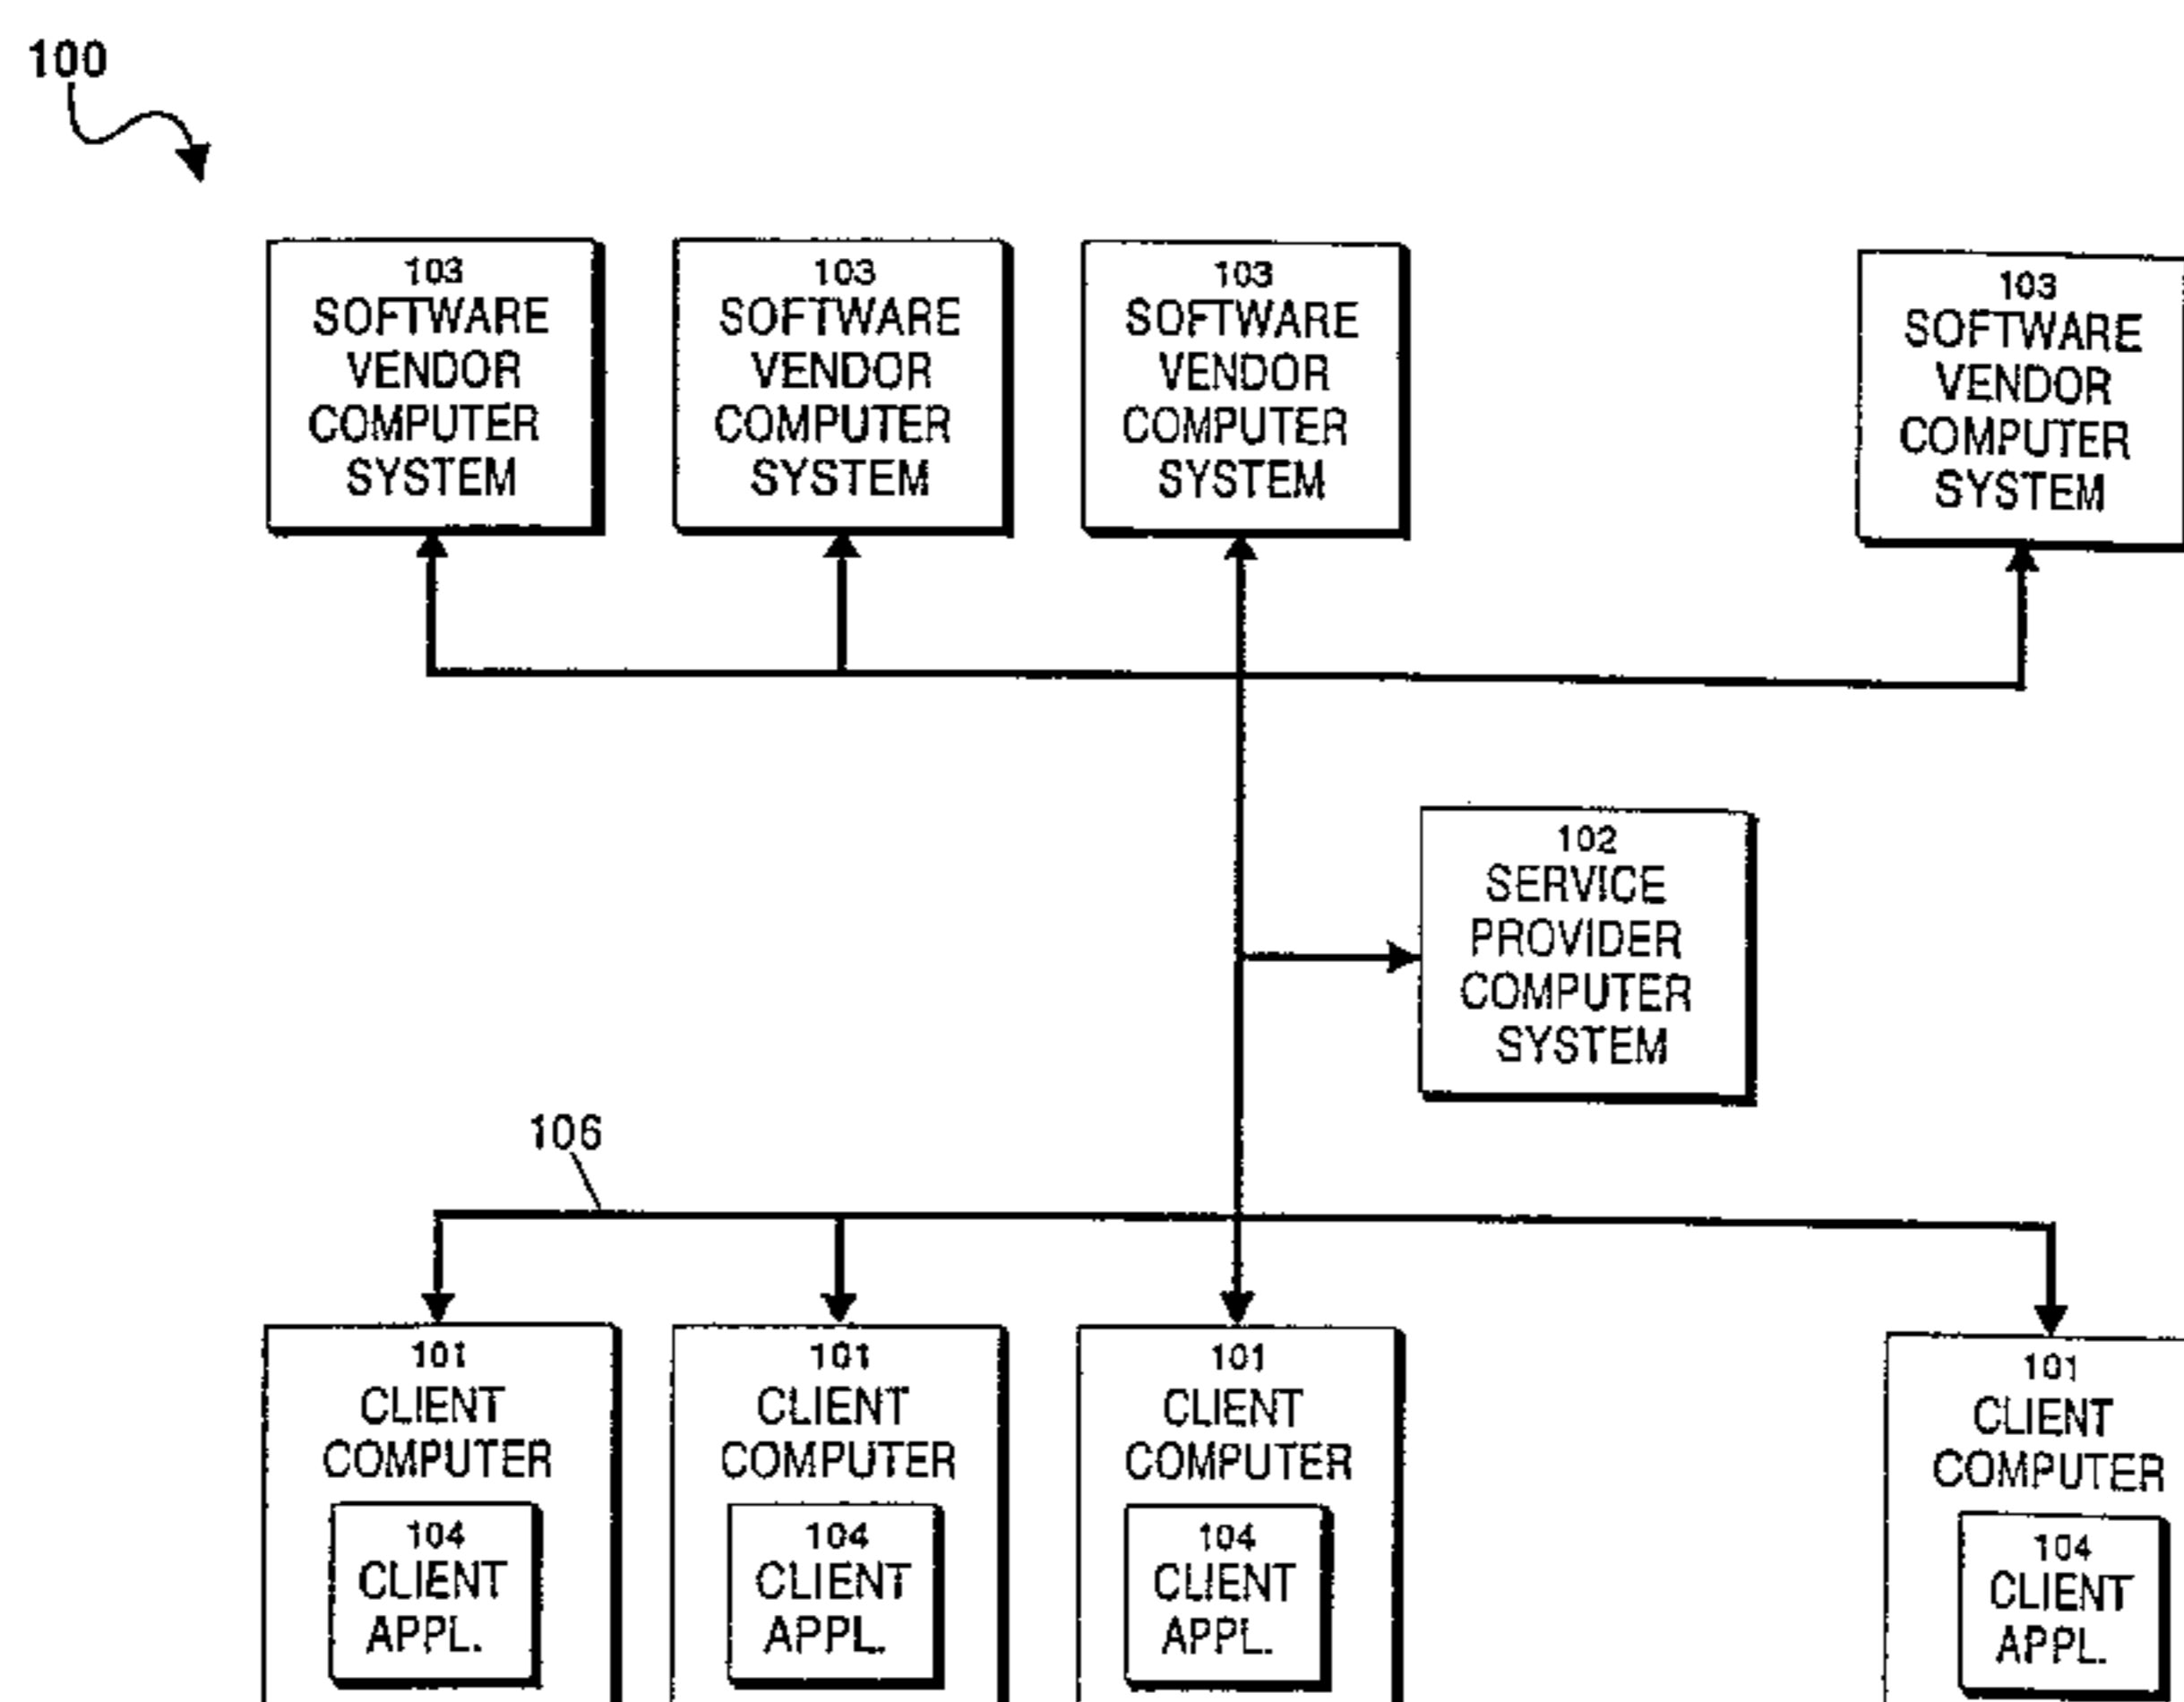 100
103
SOFTWARE
VENDOR
COMPUTER
SYSTEM
103
SOFTWARE
VENDOR
COMPUTER
SYSTEM
103
SOFTWARE
VENDOR
COMPUTER
SYSTEM
103
SOFTWARE
VENDOR
COMPUTER
SYSTEM
102
SERVICE
PROVIDER
COMPUTER
SYSTEM
106
101
CLIENT
COMPUTER
104
CLIENT
APPL.
101
CLIENT
COMPUTER
104
CLIENT
APPL.
101
CLIENT
COMPUTER
104
CLIENT
APPL.
101
CLIENT
COMPUTER
104
CLIENT
APPL.